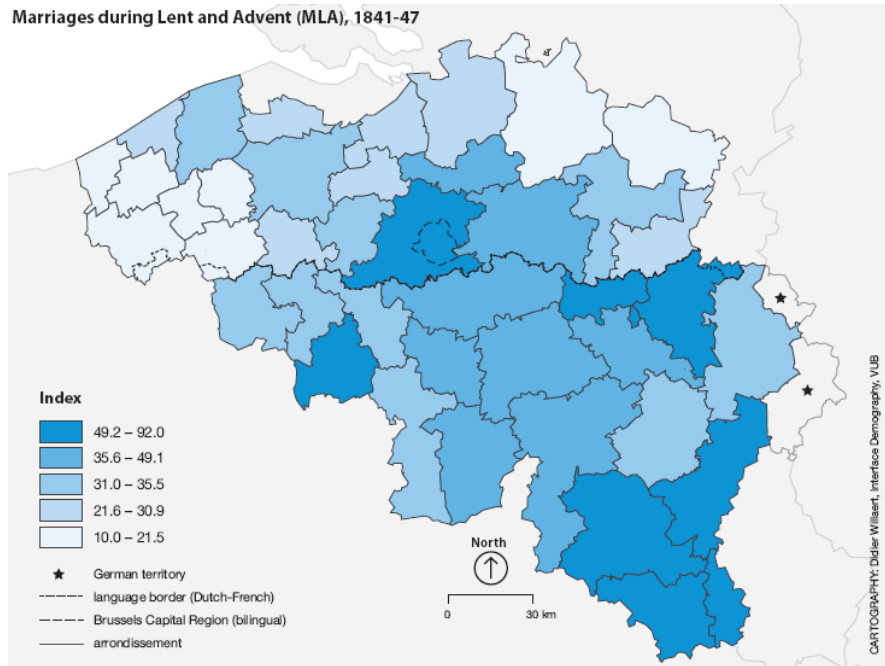 Marriages during Lent and Advent (MLA), 1841-47
Index
49.2 – 92.0
35.6 – 49.1
31.0 – 35.5
21.6 – 30.9
10.0 – 21.5
German territory
language border (Dutch-French)
Brussels Capital Region (bilingual)
arrondissement
North
0 30 km
CARTOGRAPHY: Didier Willaert, Interface Demography, VUB